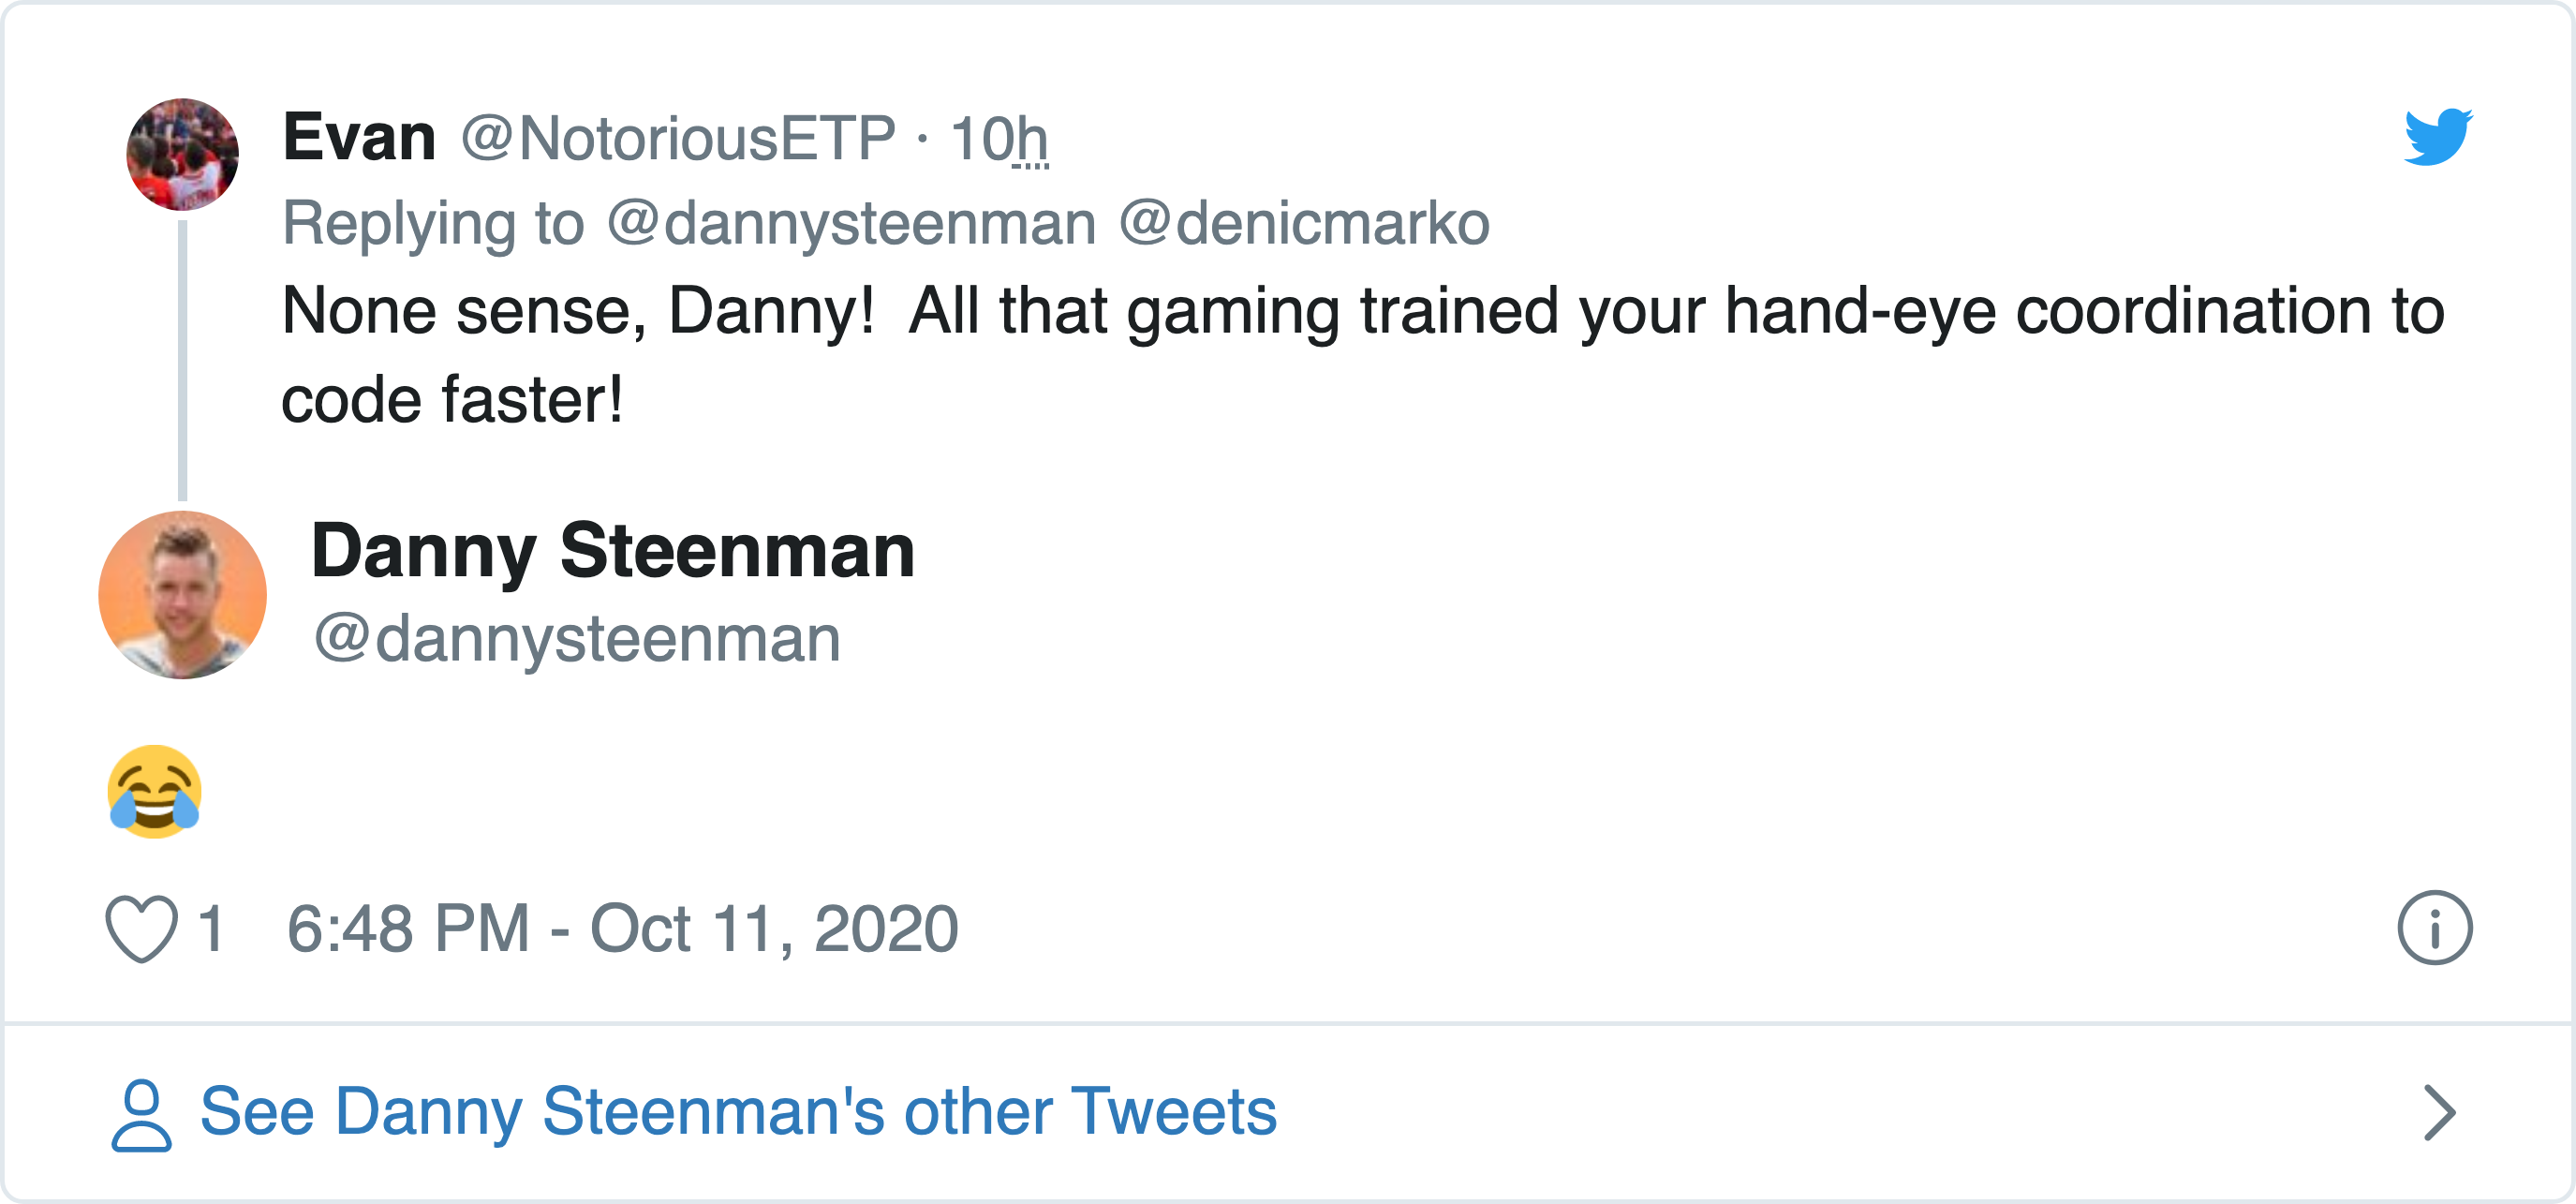 Evan @NotoriousETP · 10h
Replying to @dannysteenman @denicmarko
None sense, Danny!  All that gaming trained your hand-eye coordination to
code faster!
Danny Steenman
@dannysteenman
😂
1 6:48 PM - Oct 11, 2020
See Danny Steenman's other Tweets